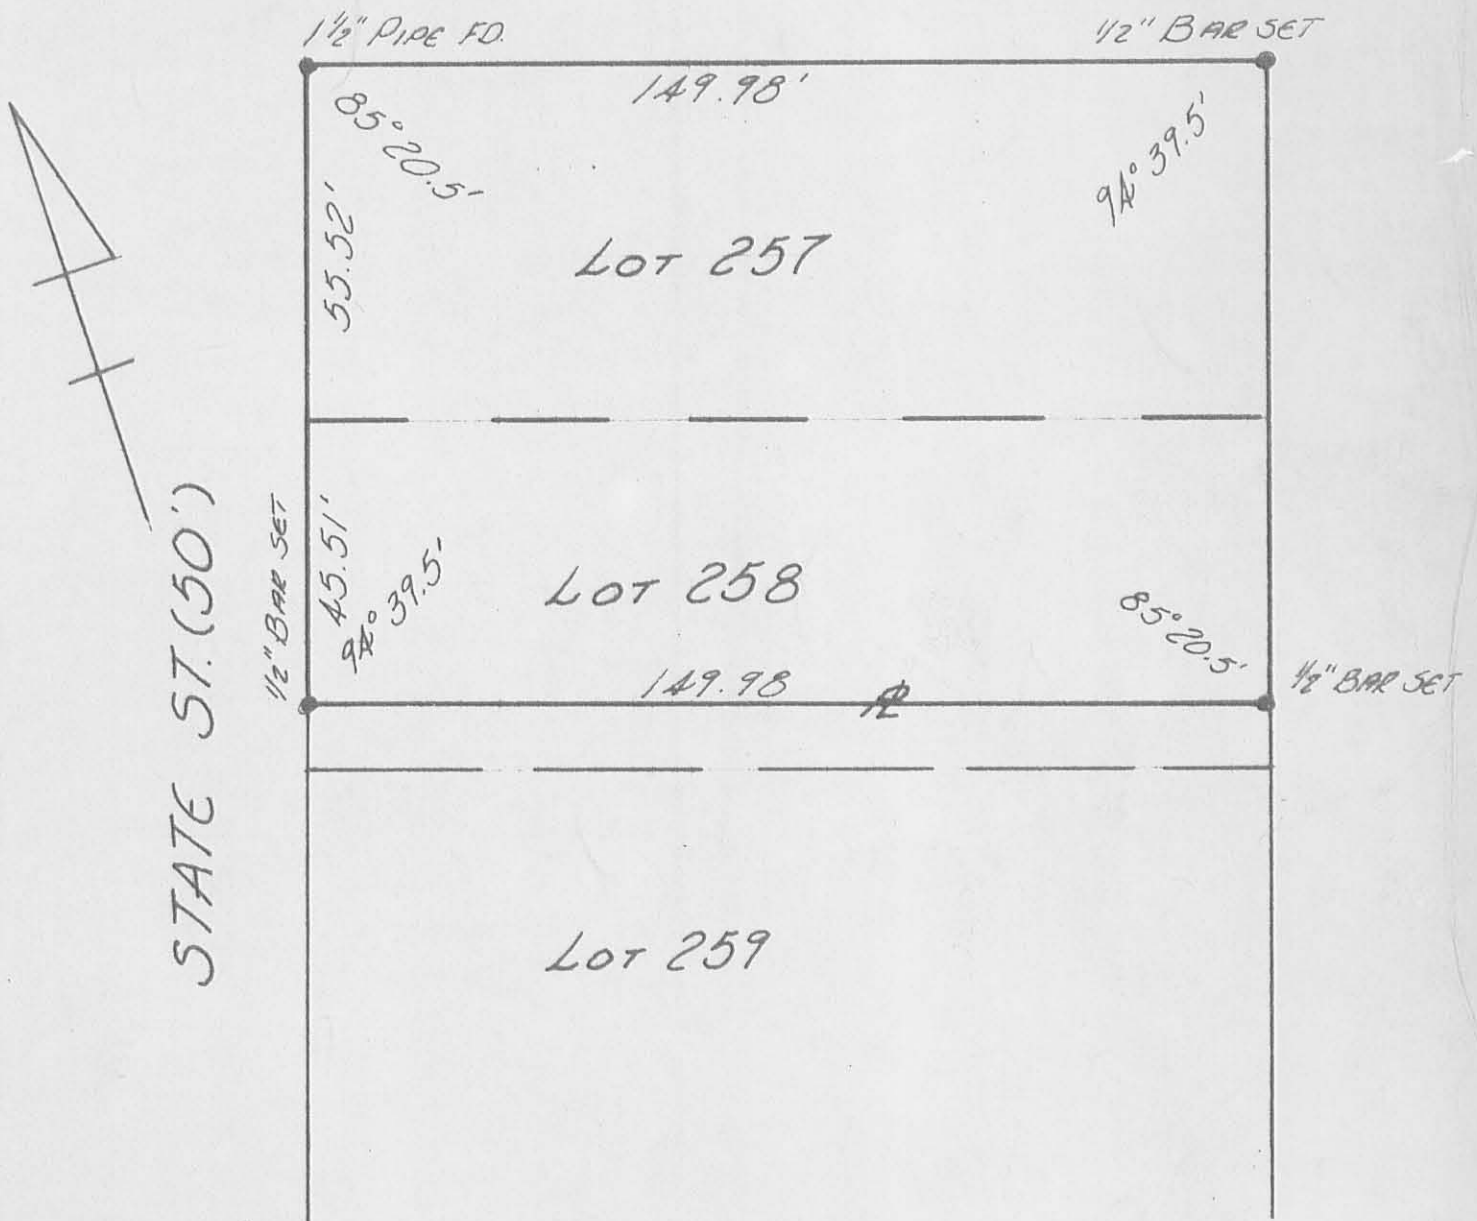 1½" PIPE FD.
½" BAR SET
149.98'
85° 20.5'
94° 39.5'
55.52'
LOT 257
STATE ST. (50')
½" BAR SET
45.51'
94° 39.5'
LOT 258
85° 20.5'
149.98
PL
½" BAR SET
LOT 259